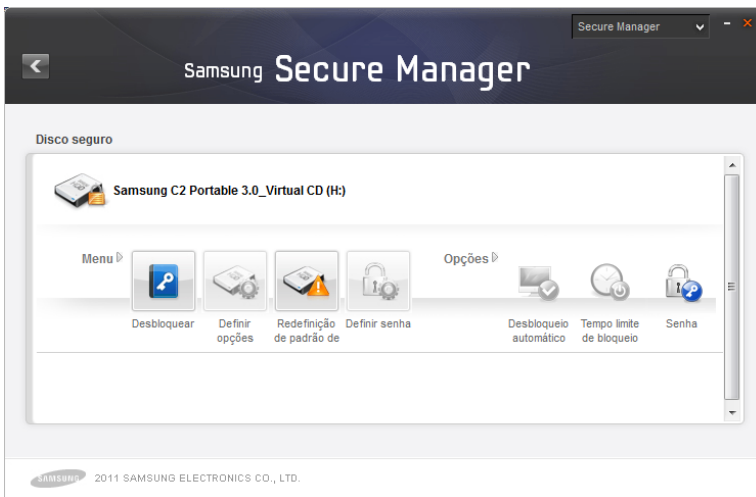 Secure Manager
Samsung Secure Manager
Disco seguro
Samsung C2 Portable 3.0_Virtual CD (H:)
Menu
Opções
Desbloquear
Definir opções
Redefinição de padrão de
Definir senha
Desbloqueio automático
Tempo limite de bloqueio
Senha
SAMSUNG
2011 SAMSUNG ELECTRONICS CO., LTD.